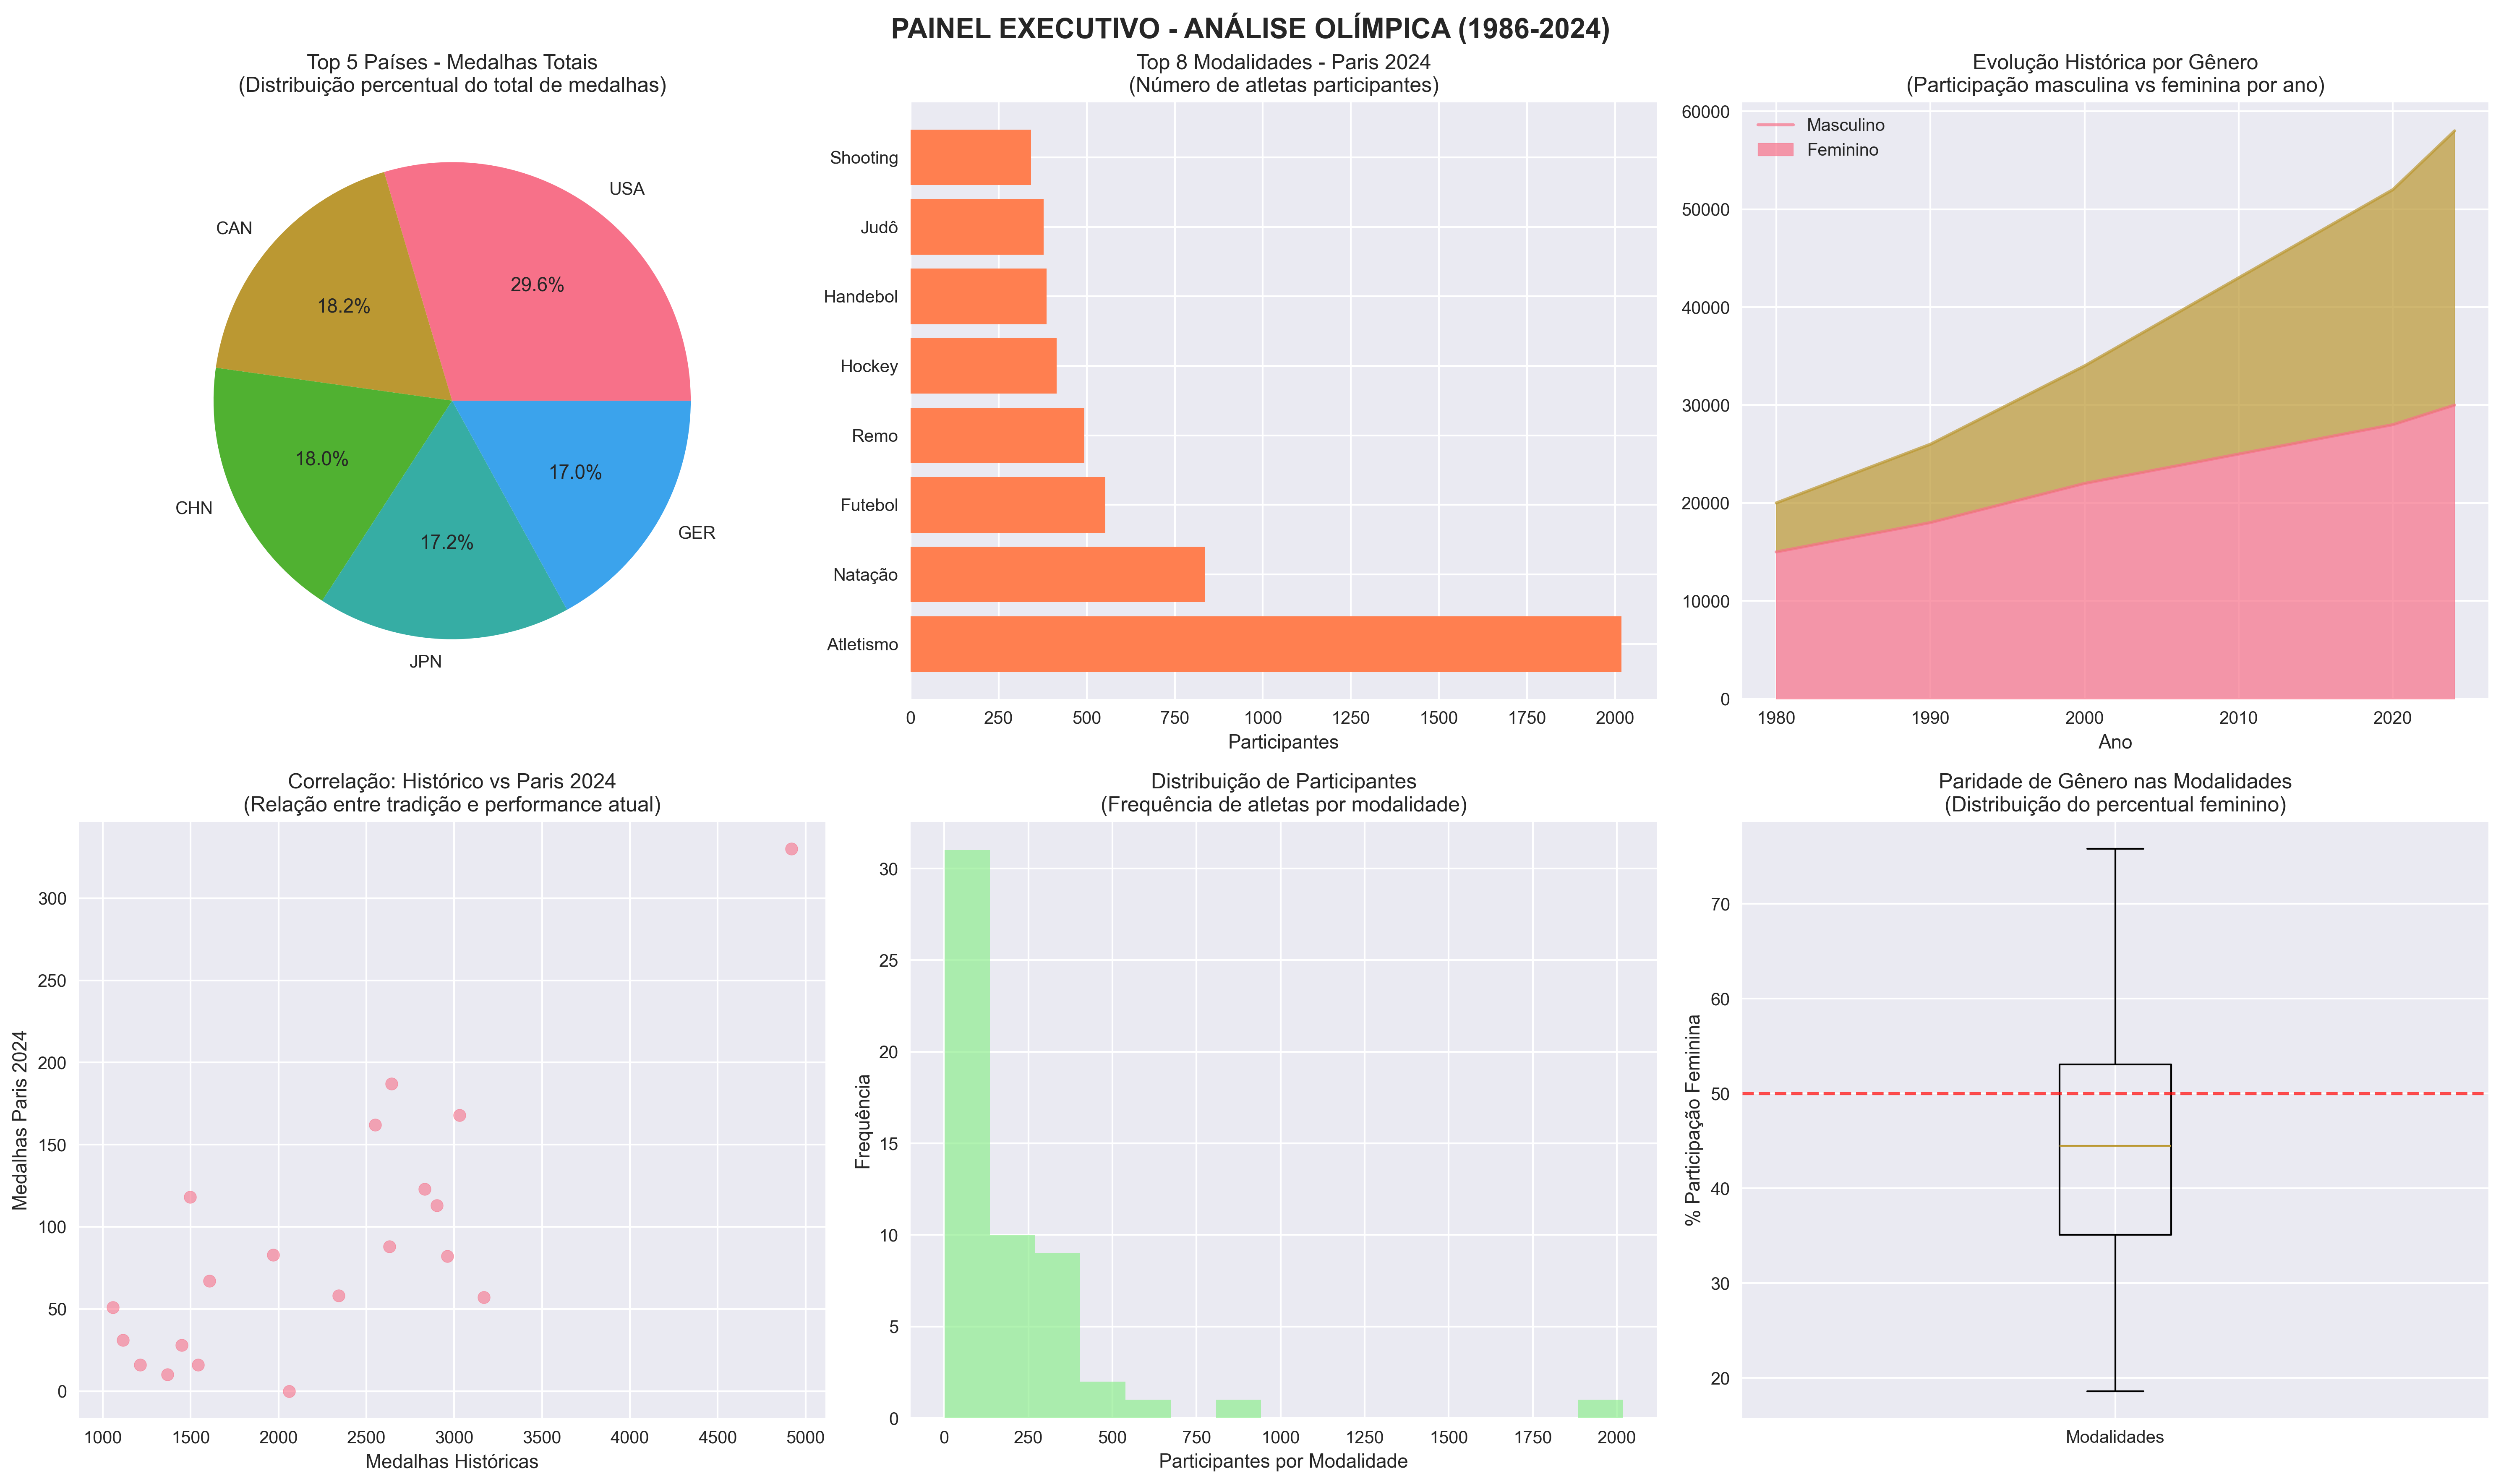 PAINEL EXECUTIVO - ANÁLISE OLÍMPICA (1986-2024)
Top 5 Países - Medalhas Totais
(Distribuição percentual do total de medalhas)
USA
CAN
29.6%
18.2%
18.0%
17.0%
CHN
17.2%
GER
JPN
Top 8 Modalidades - Paris 2024
(Número de atletas participantes)
Shooting
Judô
Handebol
Hockey
Remo
Futebol
Natação
Atletismo
0 250 500 750 1000 1250 1500 1750 2000
Participantes
Evolução Histórica por Gênero
(Participação masculina vs feminina por ano)
Masculino
Feminino
60000
50000
40000
30000
20000
10000
0
1980 1990 2000 2010 2020
Ano
Correlação: Histórico vs Paris 2024
(Relação entre tradição e performance atual)
Medalhas Paris 2024
300
250
200
150
100
50
0
1000 1500 2000 2500 3000 3500 4000 4500 5000
Medalhas Históricas
Distribuição de Participantes
(Frequência de atletas por modalidade)
Frequência
30
25
20
15
10
5
0
0 250 500 750 1000 1250 1500 1750 2000
Participantes por Modalidade
Paridade de Gênero nas Modalidades
(Distribuição do percentual feminino)
% Participação Feminina
70
60
50
40
30
20
Modalidades